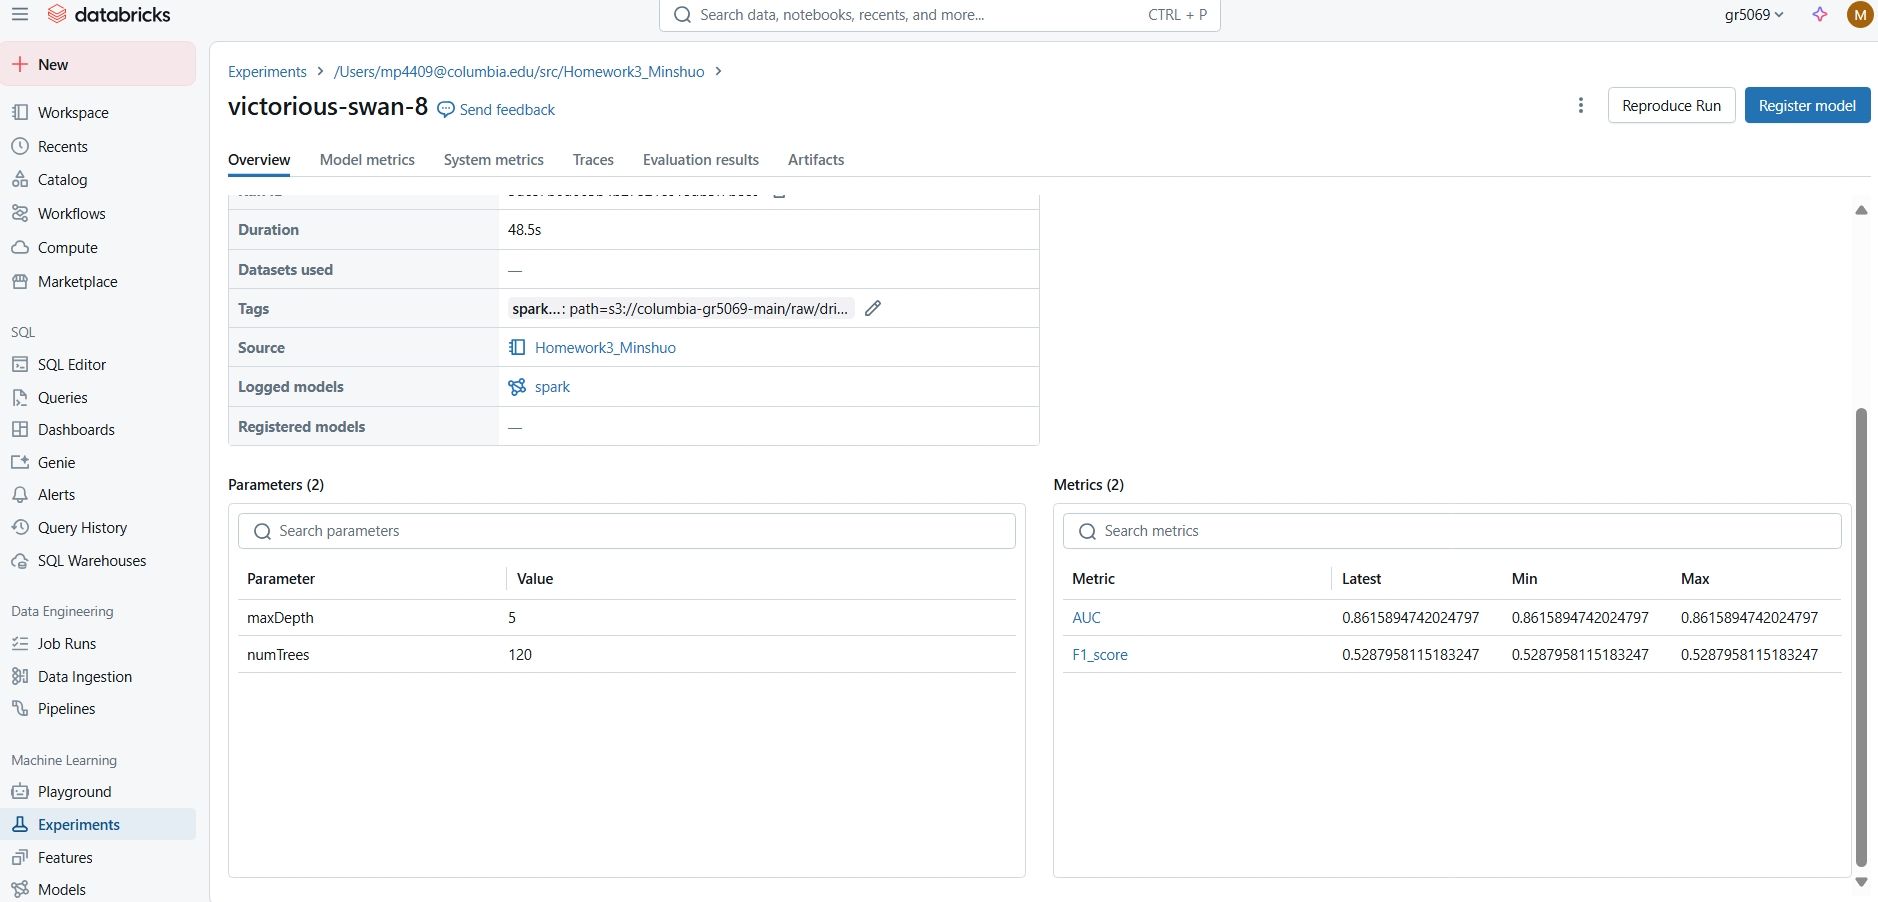 databricks
Search data, notebooks, recents, and more...
CTRL + P
gr5069
M
New
Workspace
Recents
Catalog
Workflows
Compute
Marketplace
SQL
SQL Editor
Queries
Dashboards
Genie
Alerts
Query History
SQL Warehouses
Data Engineering
Job Runs
Data Ingestion
Pipelines
Machine Learning
Playground
Experiments
Features
Models
Experiments > /Users/mp4409@columbia.edu/src/Homework3_Minshuo >
victorious-swan-8 Send feedback
Reproduce Run
Register model
Overview Model metrics System metrics Traces Evaluation results Artifacts
Duration 48.5s
Datasets used —
Tags spark...: path=s3://columbia-gr5069-main/raw/dri...
Source Homework3_Minshuo
Logged models spark
Registered models —
Parameters (2)
Search parameters
Parameter Value
maxDepth 5
numTrees 120
Metrics (2)
Search metrics
Metric Latest Min Max
AUC 0.8615894742024797 0.8615894742024797 0.8615894742024797
F1_score 0.5287958115183247 0.5287958115183247 0.5287958115183247